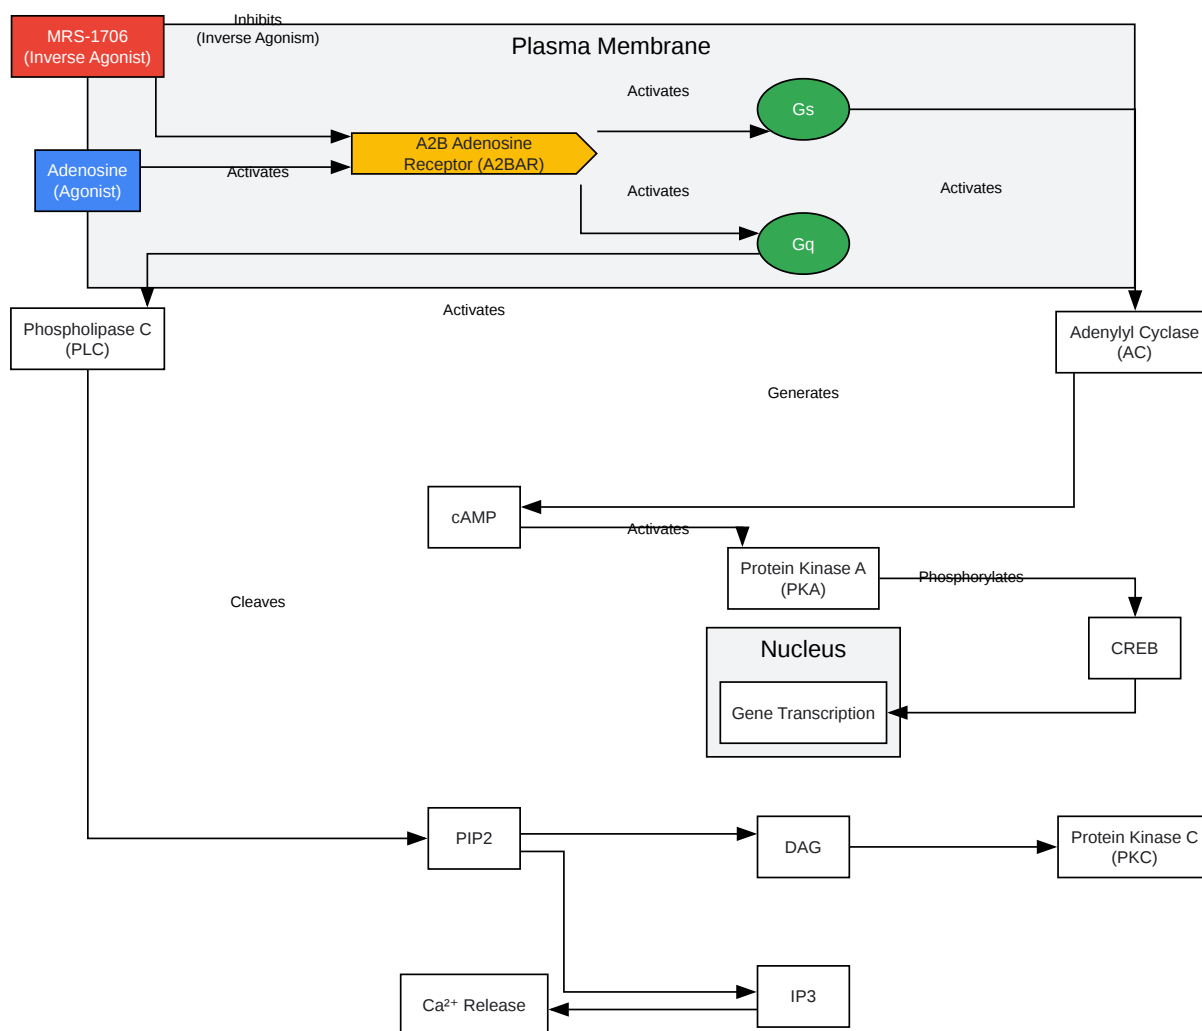 MRS-1706
(Inverse Agonist)
Inhibits
(Inverse Agonism)
Plasma Membrane
Activates
Gs
A2B Adenosine
Receptor (A2BAR)
Adenosine
(Agonist)
Activates
Activates
Activates
Gq
Activates
Phospholipase C
(PLC)
Adenylyl Cyclase
(AC)
Generates
cAMP
Activates
Protein Kinase A
(PKA)
Phosphorylates
Cleaves
CREB
Nucleus
Gene Transcription
PIP2
DAG
Protein Kinase C
(PKC)
Ca²⁺ Release
IP3